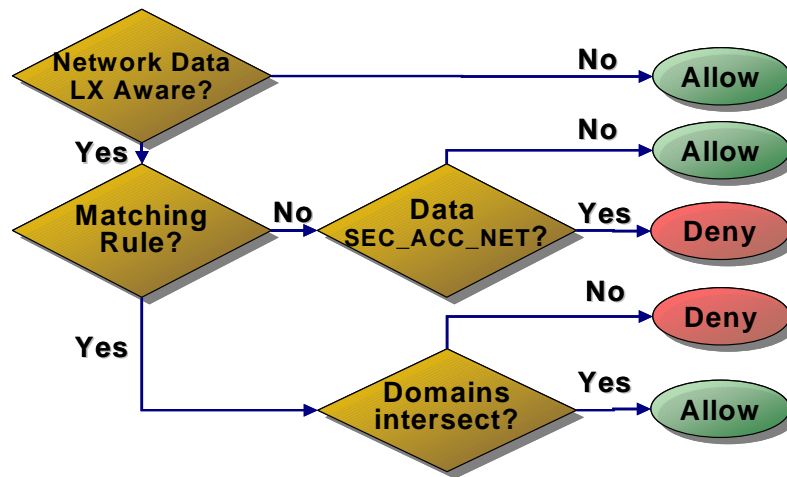 Network Data
LX Aware?
No
Allow
Yes
No
Allow
Matching
Rule?
No
Data
SEC_ACC_NET?
Yes
Deny
Yes
No
Deny
Domains
intersect?
Yes
Allow